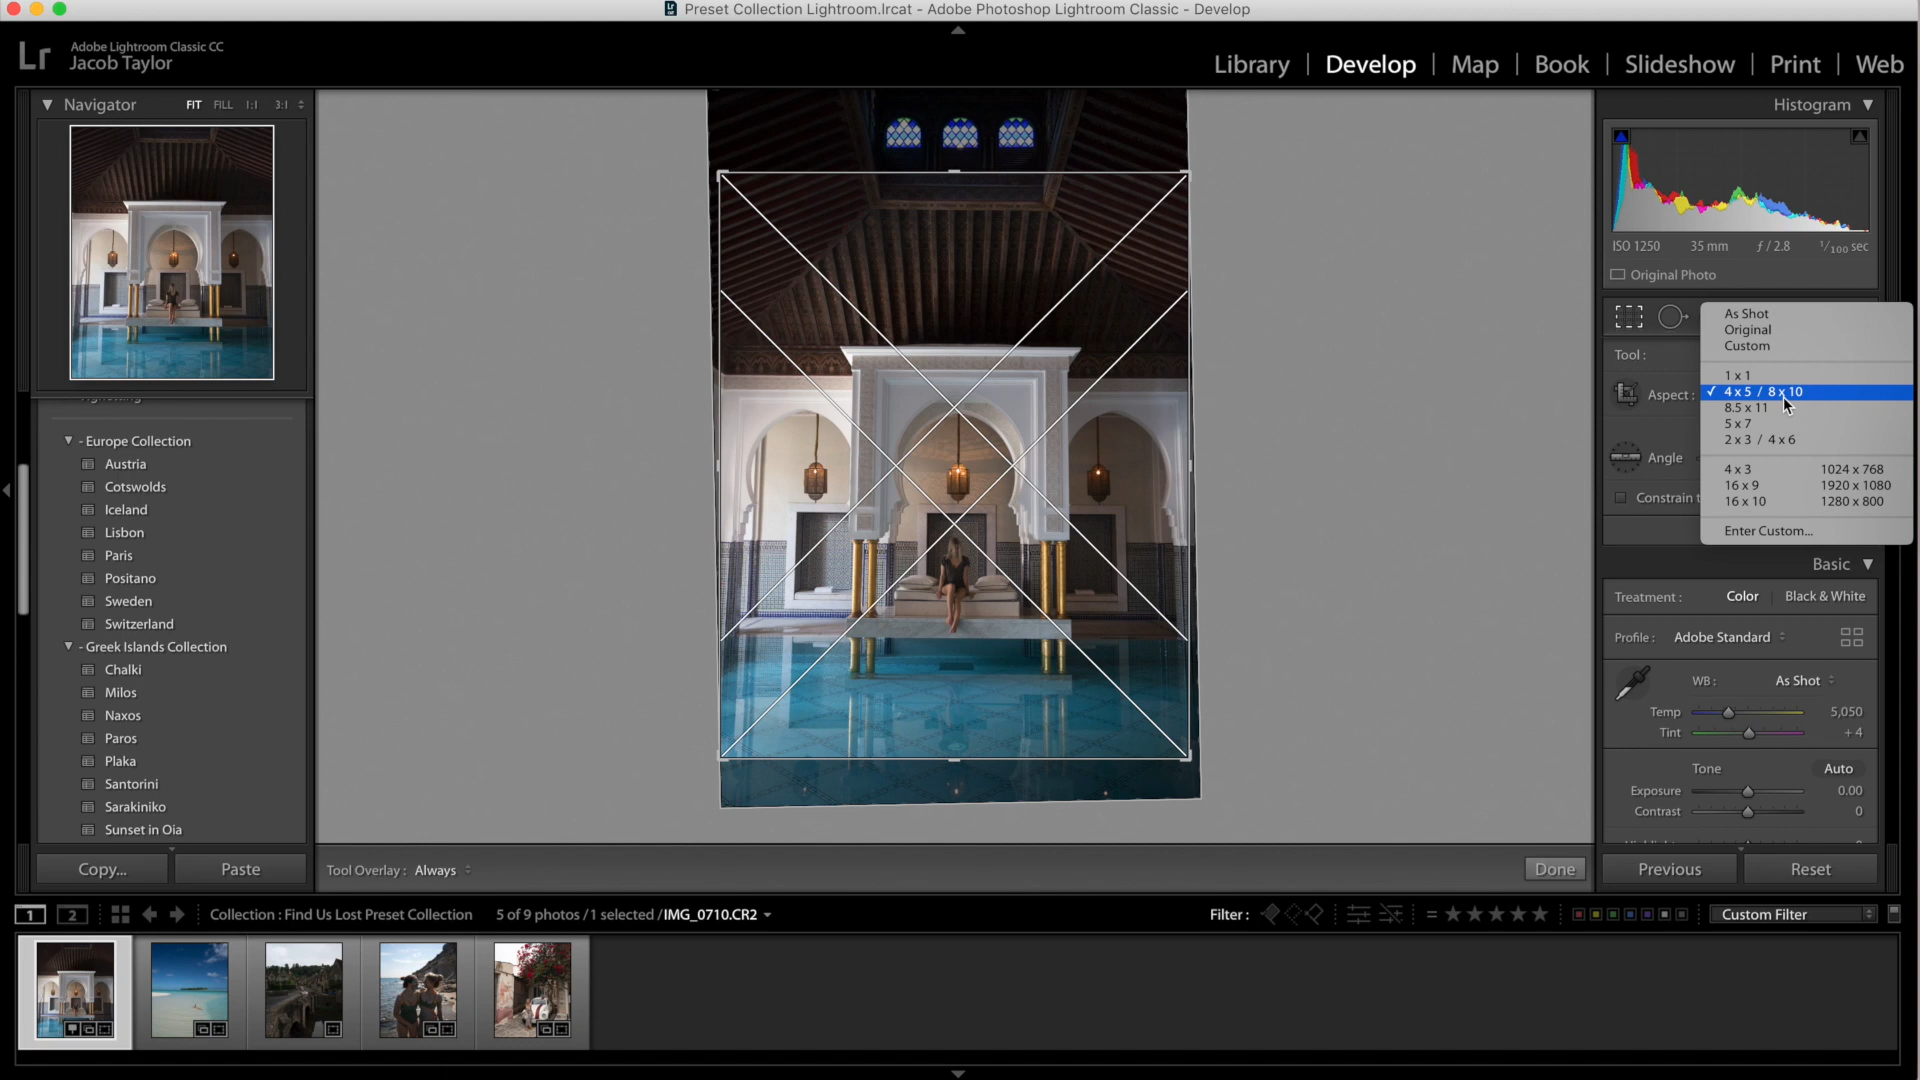 Preset Collection Lightroom.lrcat - Adobe Photoshop Lightroom Classic - Develop
Lr
Adobe Lightroom Classic CC
Jacob Taylor
Library | Develop | Map | Book | Slideshow | Print | Web
Navigator FIT FILL 1:1 3:1
- Europe Collection
Austria
Cotswolds
Iceland
Lisbon
Paris
Positano
Sweden
Switzerland
- Greek Islands Collection
Chalki
Milos
Naxos
Paros
Plaka
Santorini
Sarakiniko
Sunset in Oia
Copy... Paste
Tool Overlay : Always
Done
Histogram
ISO 1250 35 mm ƒ / 2.8 1/100 sec
Original Photo
Tool :
Aspect :
Angle
Constrain t
As Shot
Original
Custom
1 x 1
✓ 4 x 5 / 8 x 10
8.5 x 11
5 x 7
2 x 3 / 4 x 6
4 x 3 1024 x 768
16 x 9 1920 x 1080
16 x 10 1280 x 800
Enter Custom...
Basic
Treatment : Color | Black & White
Profile : Adobe Standard
WB : As Shot
Temp 5,050
Tint + 4
Tone Auto
Exposure 0.00
Contrast 0
Previous Reset
1 2 Collection : Find Us Lost Preset Collection 5 of 9 photos / 1 selected / IMG_0710.CR2
Filter : Custom Filter